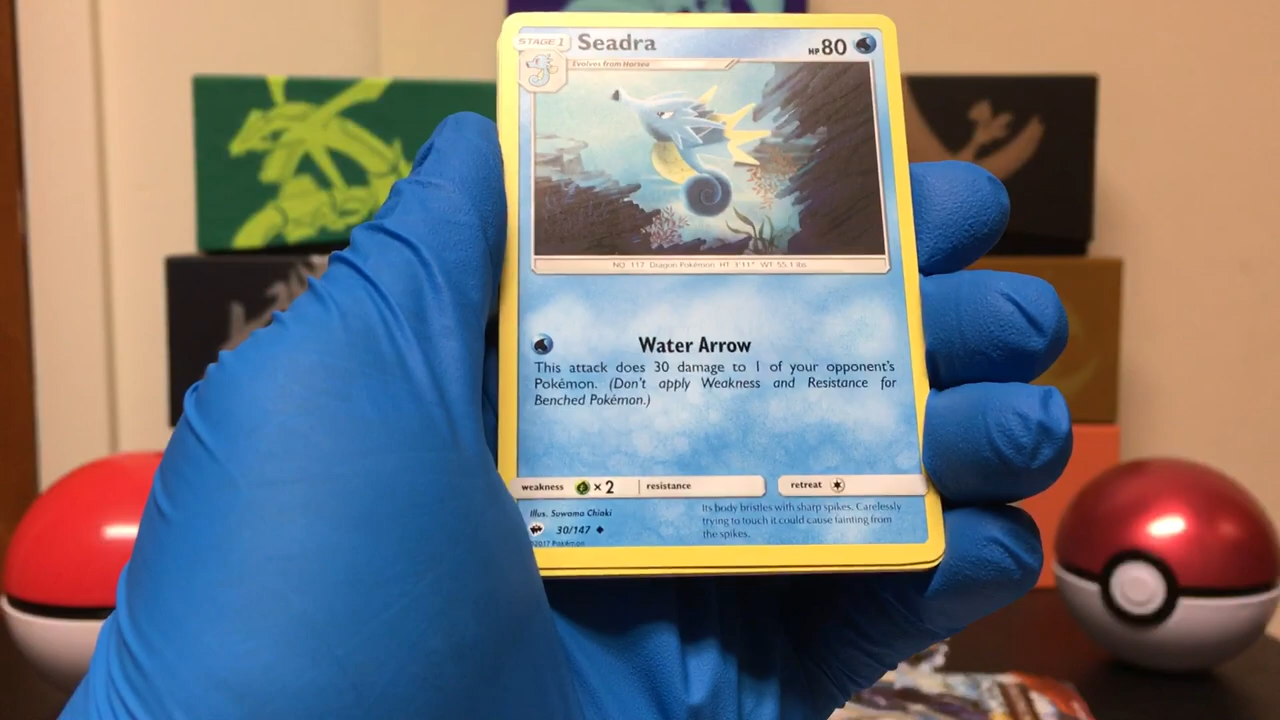 STAGE 1 Seadra HP 80
Evolves from Horsea
NO. 117 Dragon Pokémon HT: 3'11" WT: 55.1 lbs
Water Arrow
This attack does 30 damage to 1 of your opponent's
Pokémon. (Don't apply Weakness and Resistance for
Benched Pokémon.)
weakness ×2 resistance retreat
Illus. Suwama Chiaki
30/147
©2017 Pokémon
Its body bristles with sharp spikes. Carelessly
trying to touch it could cause fainting from
the spikes.